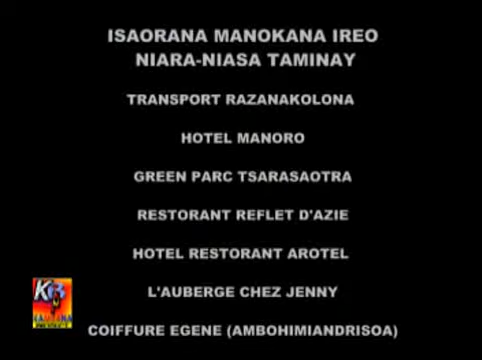 ISAORANA MANOKANA IREO
NIARA-NIASA TAMINAY
TRANSPORT RAZANAKOLONA
HOTEL MANORO
GREEN PARC TSARASAOTRA
RESTORANT REFLET D'AZIE
HOTEL RESTORANT AROTEL
L'AUBERGE CHEZ JENNY
COIFFURE EGENE (AMBOHIMIANDRISOA)